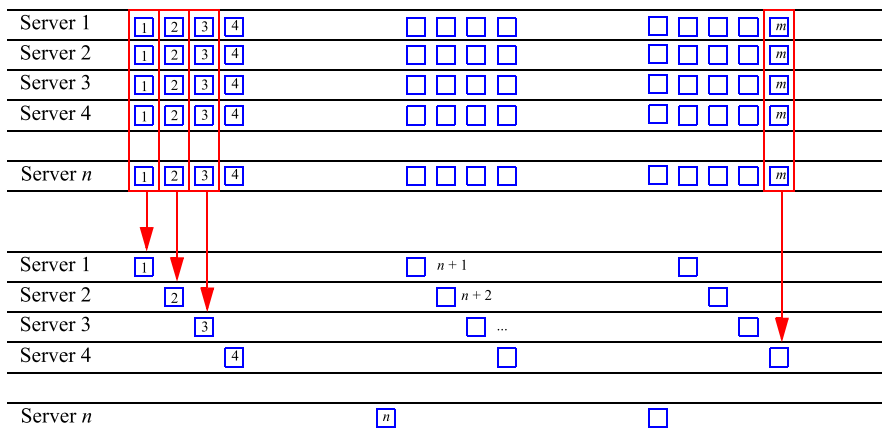 Server 1 1 2 3 4 m
Server 2 1 2 3 4 m
Server 3 1 2 3 4 m
Server 4 1 2 3 4 m
Server n 1 2 3 4 m
Server 1 1 n + 1
Server 2 2 n + 2
Server 3 3 ...
Server 4 4
Server n n